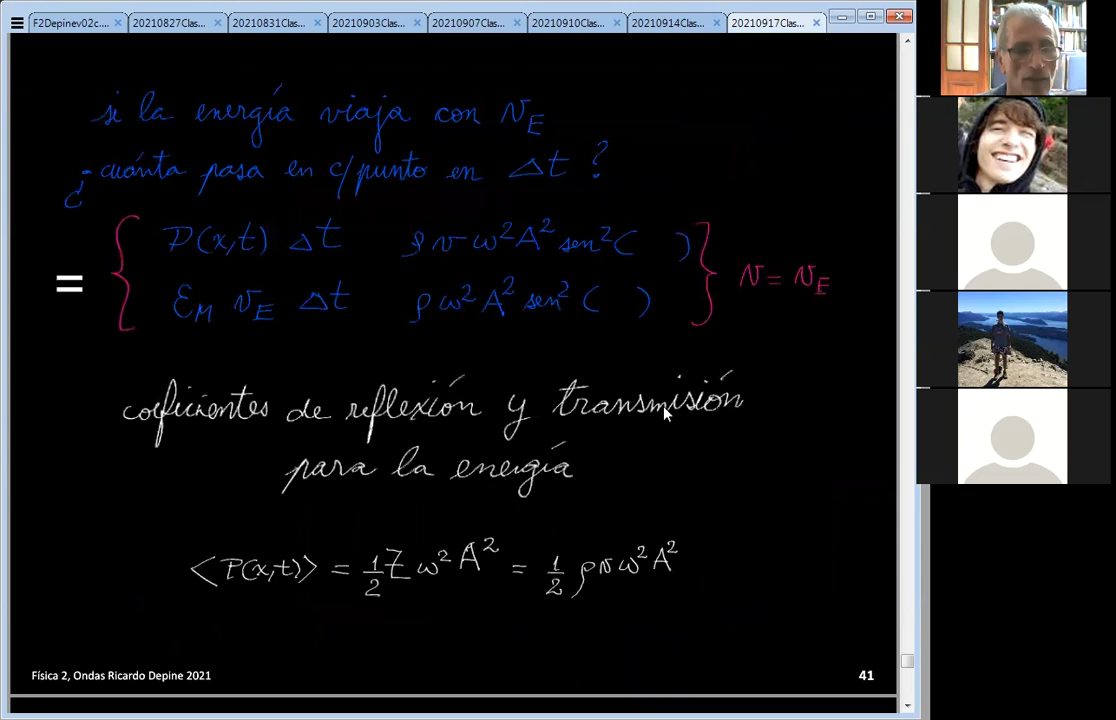 F2Depinev02c.... 20210827Clas... 20210831Clas... 20210903Clas... 20210907Clas... 20210910Clas... 20210914Clas... 20210917Clas...
si la energía viaja con v_E
¿cuánta pasa en c/punto en Δt?
P(x,t) Δt ρ v ω² A² sen² ( )
= v = v_E
ε_M v_E Δt ρ ω² A² sen² ( )
coeficientes de reflexión y transmisión
para la energía
<P(x,t)> = 1/2 Z ω² A² = 1/2 ρ v ω² A²
Física 2, Ondas Ricardo Depine 2021 41